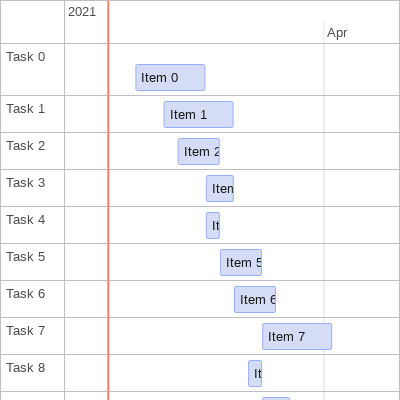 2021
Apr
Task 0
Item 0
Task 1
Item 1
Task 2
Item 2
Task 3
Iten
Task 4
It
Task 5
Item 5
Task 6
Item 6
Task 7
Item 7
Task 8
It